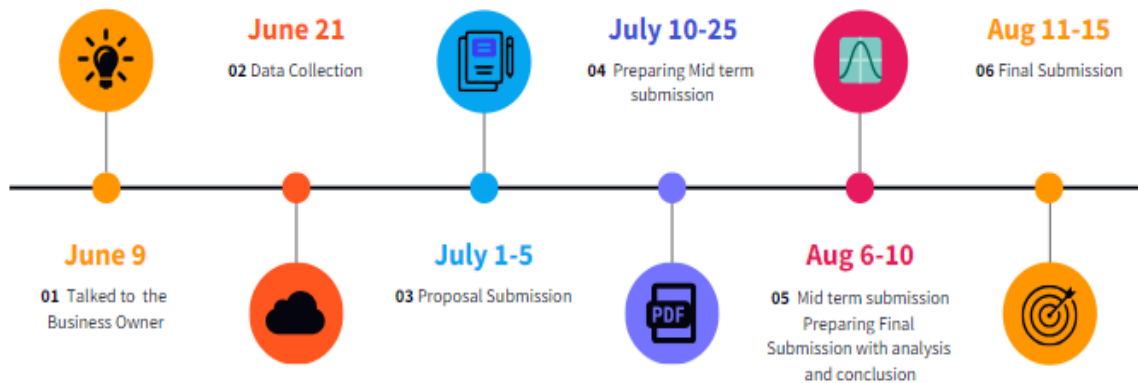 June 9
01 Talked to the
Business Owner
June 21
02 Data Collection
July 1-5
03 Proposal Submission
July 10-25
04 Preparing Mid term
submission
PDF
Aug 6-10
05 Mid term submission
Preparing Final
Submission with analysis
and conclusion
Aug 11-15
06 Final Submission